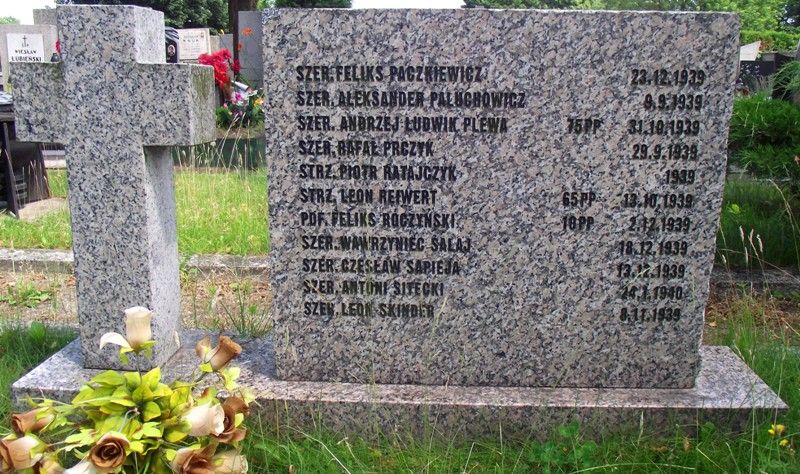 WIESŁAW
ŁUBIEŃSKI
SZER. FELIKS PACZKIEWICZ 23.12.1939
SZER. ALEKSANDER PALUCHOWICZ 8.9.1939
SZER. ANDRZEJ LUDWIK PLEWA 75PP 31.10.1939
SZER. RAFAŁ PRCZYK 29.9.1939
STRZ. PIOTR RATAJCZYK 1939
STRZ. LEON REIWERT 65PP 13.10.1939
PDF. FELIKS ROCZYŃSKI 10PP 2.12.1939
SZER. WAWRZYNIEC SALAJ 18.12.1939
SZER. CZESŁAW SAPIEJA 13.12.1939
SZER. ANTONI SITECKI 24.1.1940
SZER. LEON SKINDER 8.11.1939